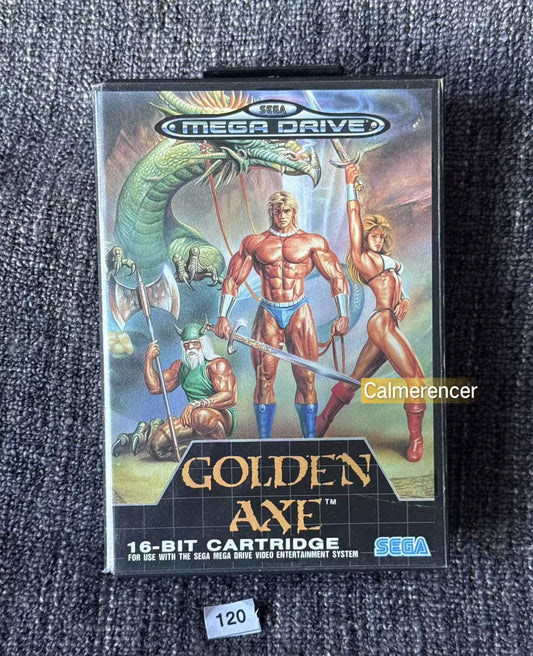 SEGA
MEGA DRIVE
Calmerencer
GOLDEN
AXE™
16-BIT CARTRIDGE
FOR USE WITH THE SEGA MEGA DRIVE VIDEO ENTERTAINMENT SYSTEM
SEGA
120